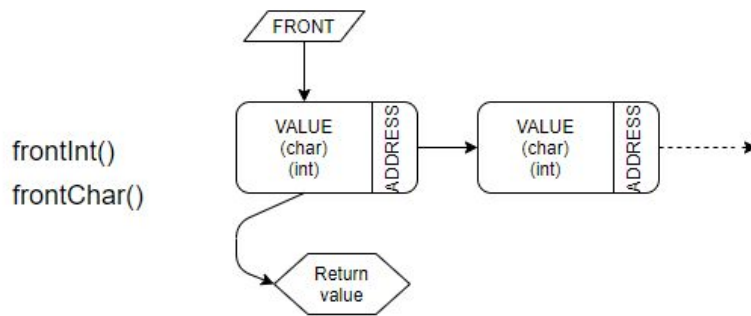 FRONT
frontInt()
frontChar()
VALUE
(char)
(int)
ADDRESS
VALUE
(char)
(int)
ADDRESS
Return
value